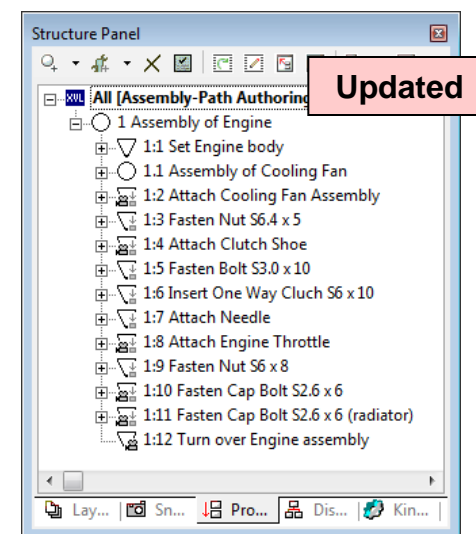 Structure Panel
Updated
XVL All [Assembly-Path Authoring
1 Assembly of Engine
1:1 Set Engine body
1.1 Assembly of Cooling Fan
1:2 Attach Cooling Fan Assembly
1:3 Fasten Nut S6.4 x 5
1:4 Attach Clutch Shoe
1:5 Fasten Bolt S3.0 x 10
1:6 Insert One Way Cluch S6 x 10
1:7 Attach Needle
1:8 Attach Engine Throttle
1:9 Fasten Nut S6 x 8
1:10 Fasten Cap Bolt S2.6 x 6
1:11 Fasten Cap Bolt S2.6 x 6 (radiator)
1:12 Turn over Engine assembly
Lay... Sn... Pro... Dis... Kin...